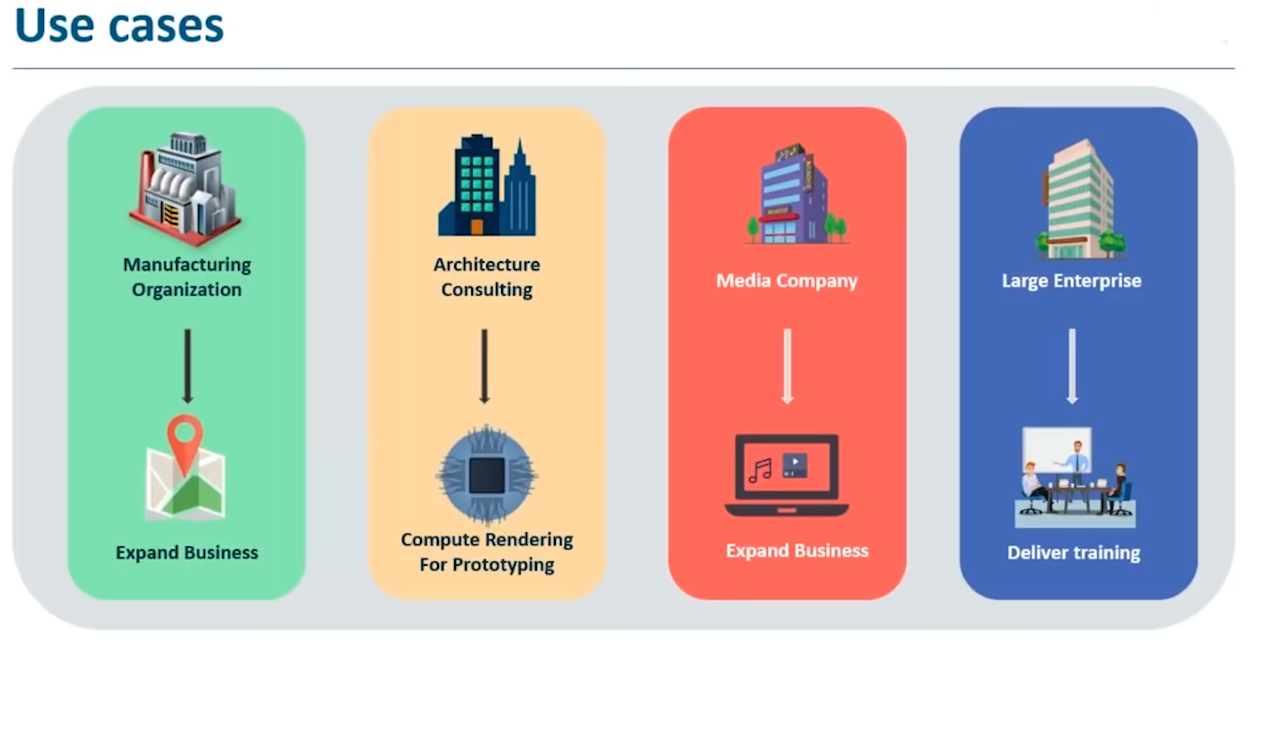 Use cases
Manufacturing
Organization
Expand Business
Architecture
Consulting
Compute Rendering
For Prototyping
Media Company
Expand Business
Large Enterprise
Deliver training